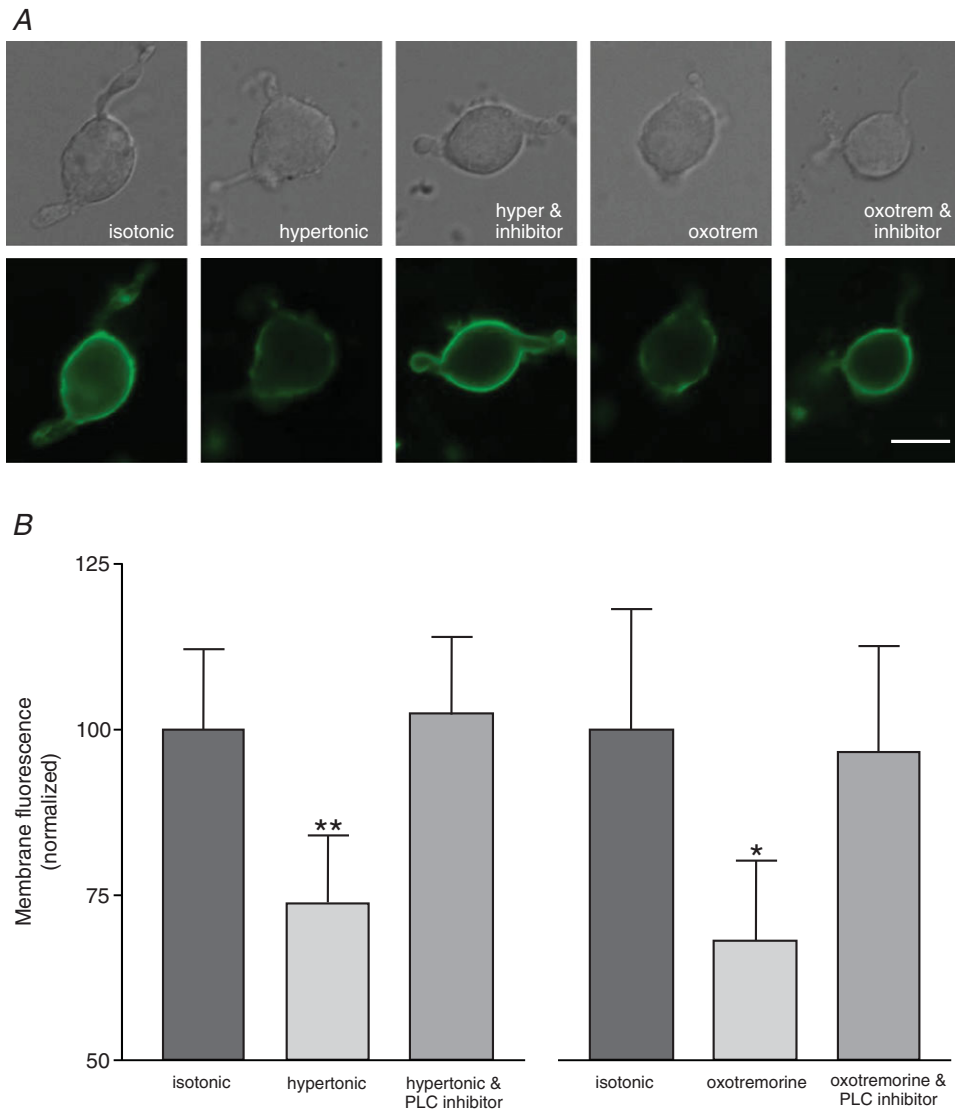 A
isotonic
hypertonic
hyper &
inhibitor
oxotrem
oxotrem &
inhibitor
B
Membrane fluorescence
(normalized)
125
100
75
50
**
*
isotonic
hypertonic
hypertonic &
PLC inhibitor
isotonic
oxotremorine
oxotremorine &
PLC inhibitor